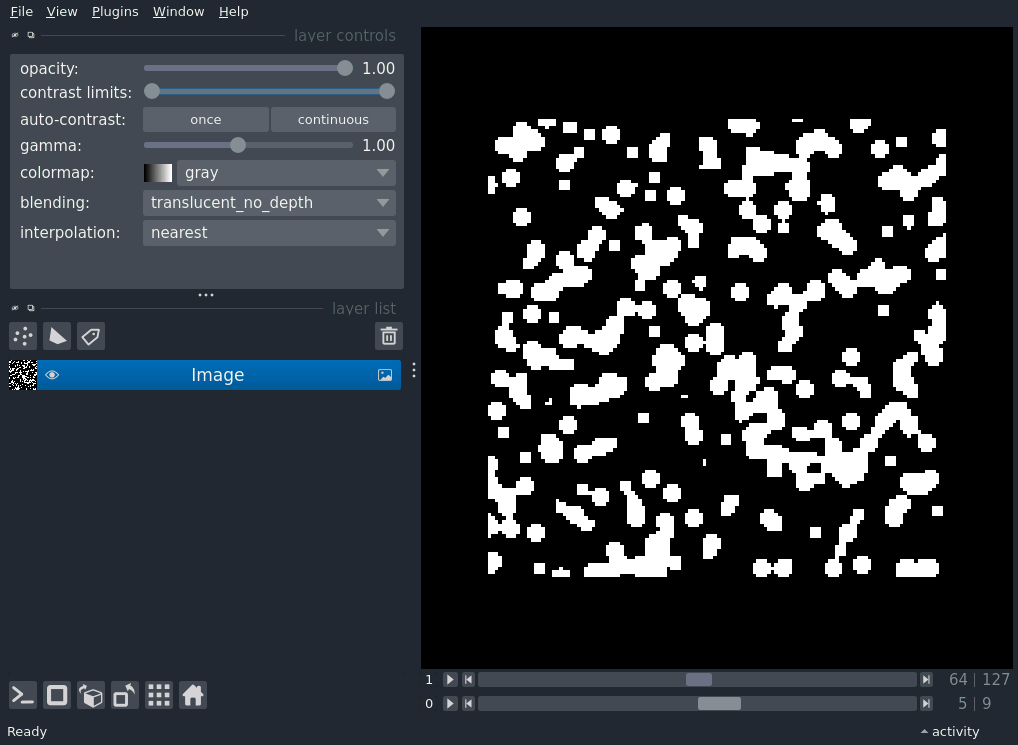 File View Plugins Window Help
layer controls
opacity: 1.00
contrast limits:
auto-contrast: once continuous
gamma: 1.00
colormap: gray
blending: translucent_no_depth
interpolation: nearest
layer list
Image
1 64 | 127
0 5 | 9
Ready activity